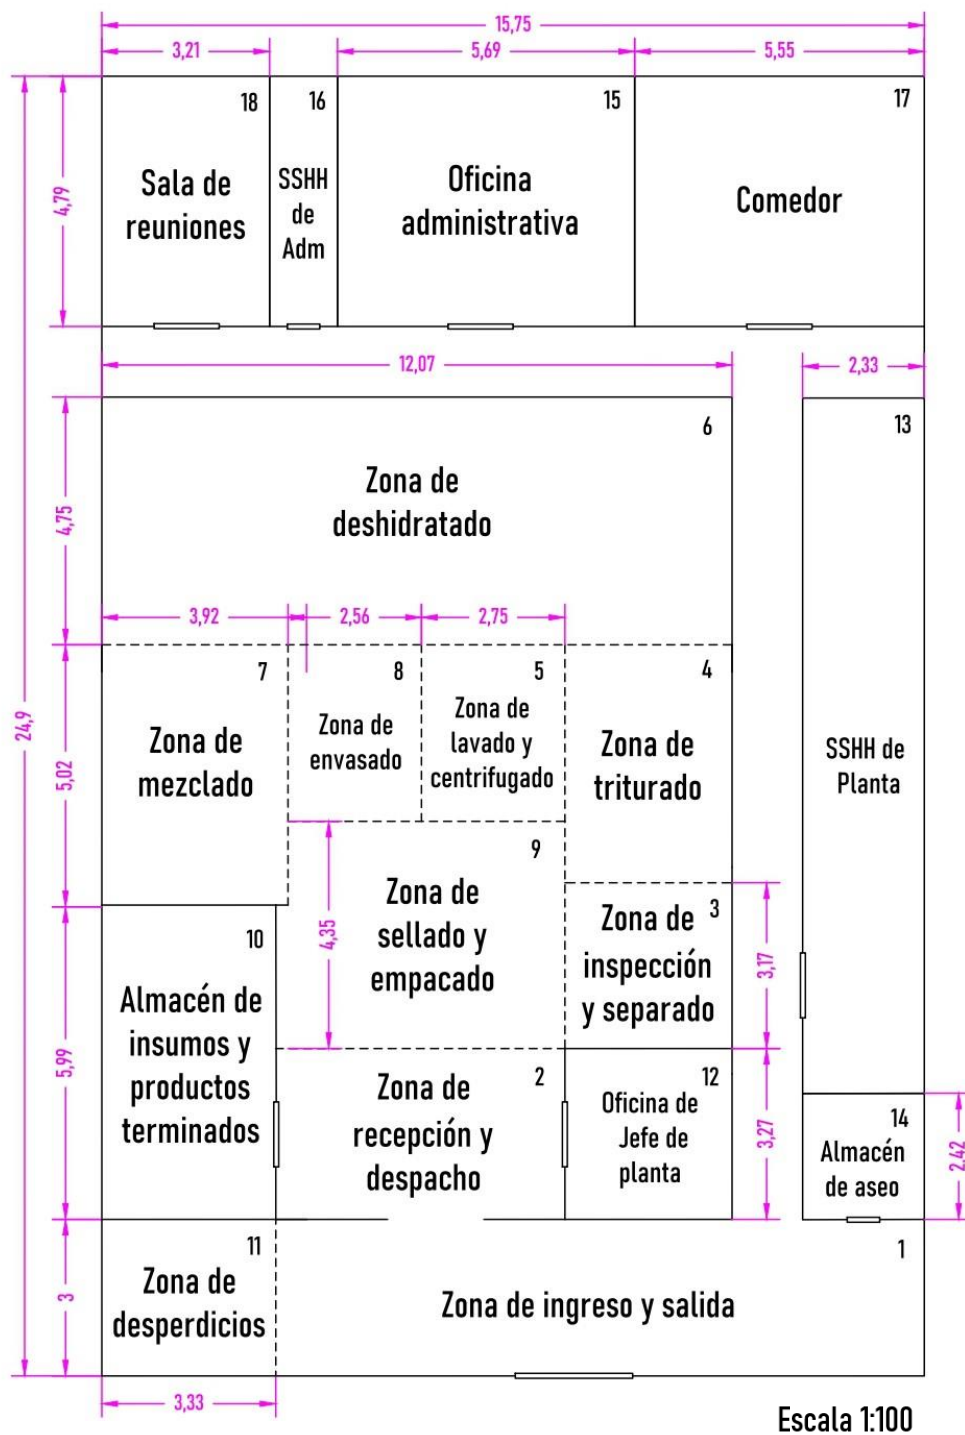 15,75
3,21
5,69
5,55
18
16
15
17
Sala de
reuniones
SSHH
de
Adm
Oficina
administrativa
Comedor
4,79
12,07
2,33
6
13
Zona de
deshidratado
4,75
3,92
2,56
2,75
7
8
5
4
Zona de
mezclado
Zona de
envasado
Zona de
lavado y
centrifugado
Zona de
triturado
SSHH de
Planta
24,9
5,02
9
Zona de
sellado y
empacado
4,35
3
Zona de
inspección
y separado
3,17
10
Almacén de
insumos y
productos
terminados
5,99
2
Zona de
recepción y
despacho
12
Oficina de
Jefe de
planta
3,27
14
Almacén
de aseo
2,42
11
Zona de
desperdicios
3
1
Zona de ingreso y salida
3,33
Escala 1:100